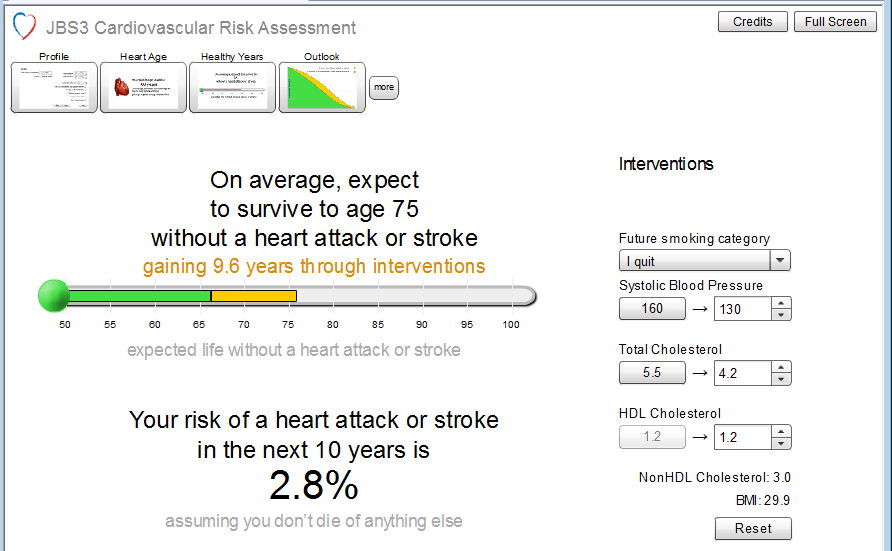 JBS3 Cardiovascular Risk Assessment
Credits
Full Screen
Profile
Heart Age
Healthy Years
Outlook
more
On average, expect
to survive to age 75
without a heart attack or stroke
gaining 9.6 years through interventions
50 55 60 65 70 75 80 85 90 95 100
expected life without a heart attack or stroke
Your risk of a heart attack or stroke
in the next 10 years is
2.8%
assuming you don't die of anything else
Interventions
Future smoking category
I quit
Systolic Blood Pressure
160 → 130
Total Cholesterol
5.5 → 4.2
HDL Cholesterol
1.2 → 1.2
NonHDL Cholesterol: 3.0
BMI: 29.9
Reset